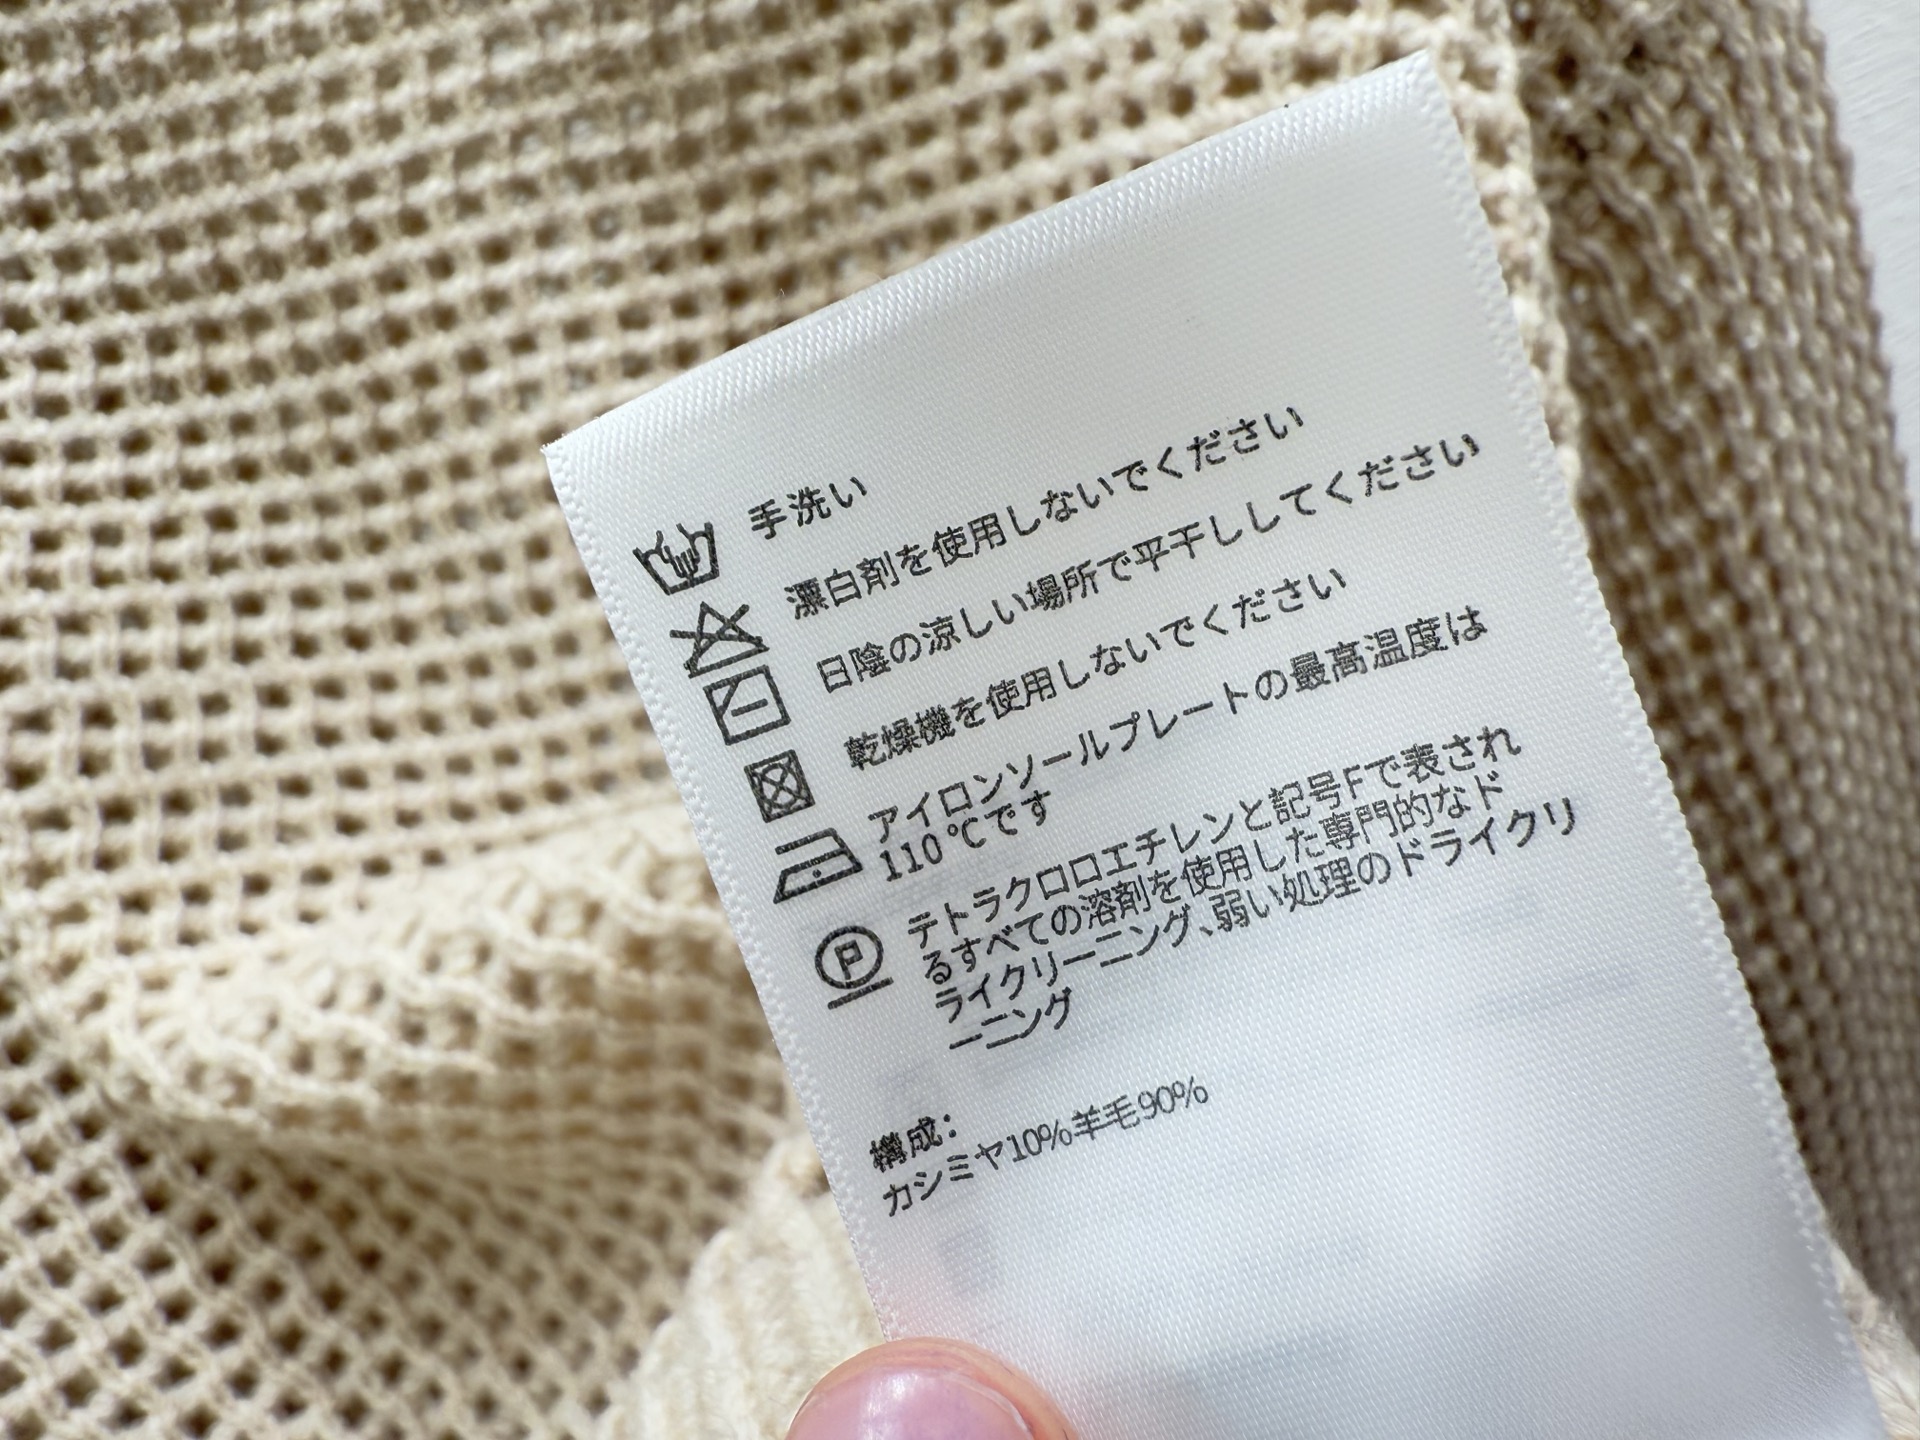 手洗い
漂白剤を使用しないでください
日陰の涼しい場所で平干ししてください
乾燥機を使用しないでください
アイロンソールプレートの最高温度は
110℃です
P
テトラクロロエチレンと記号Fで表され
るすべての溶剤を使用した専門的なド
ライクリーニング、弱い処理のドライクリ
ーニング
構成:
カシミヤ10%羊毛90%